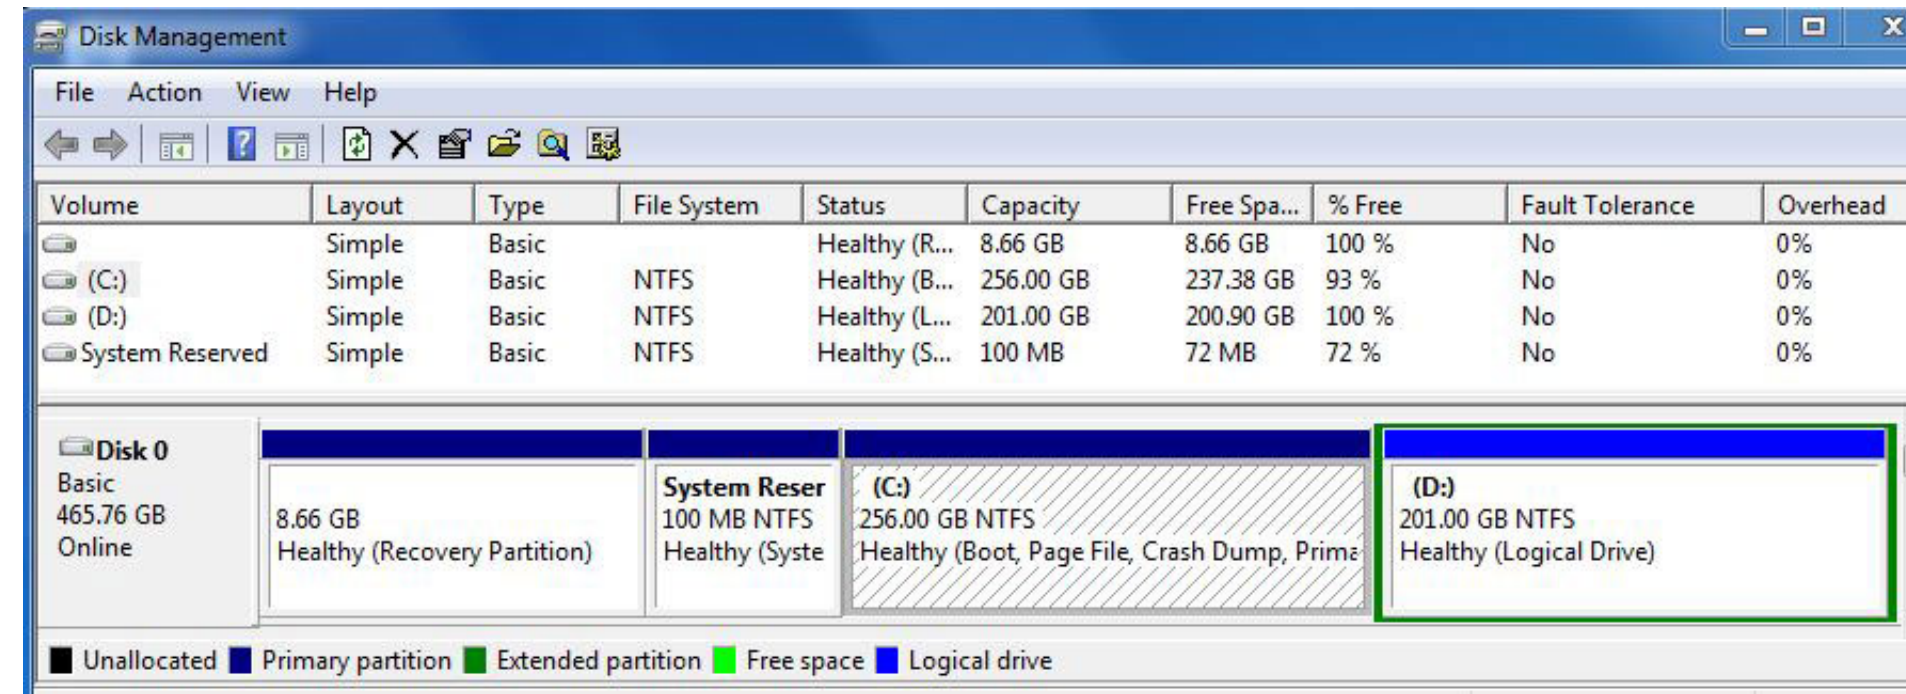 Disk Management
File Action View Help
Volume Layout Type File System Status Capacity Free Spa... % Free Fault Tolerance Overhead
Simple Basic Healthy (R... 8.66 GB 8.66 GB 100 % No 0%
(C:) Simple Basic NTFS Healthy (B... 256.00 GB 237.38 GB 93 % No 0%
(D:) Simple Basic NTFS Healthy (L... 201.00 GB 200.90 GB 100 % No 0%
System Reserved Simple Basic NTFS Healthy (S... 100 MB 72 MB 72 % No 0%
Disk 0
Basic
465.76 GB
Online
8.66 GB
Healthy (Recovery Partition)
System Reser
100 MB NTFS
Healthy (Syste
(C:)
256.00 GB NTFS
Healthy (Boot, Page File, Crash Dump, Prima
(D:)
201.00 GB NTFS
Healthy (Logical Drive)
Unallocated Primary partition Extended partition Free space Logical drive